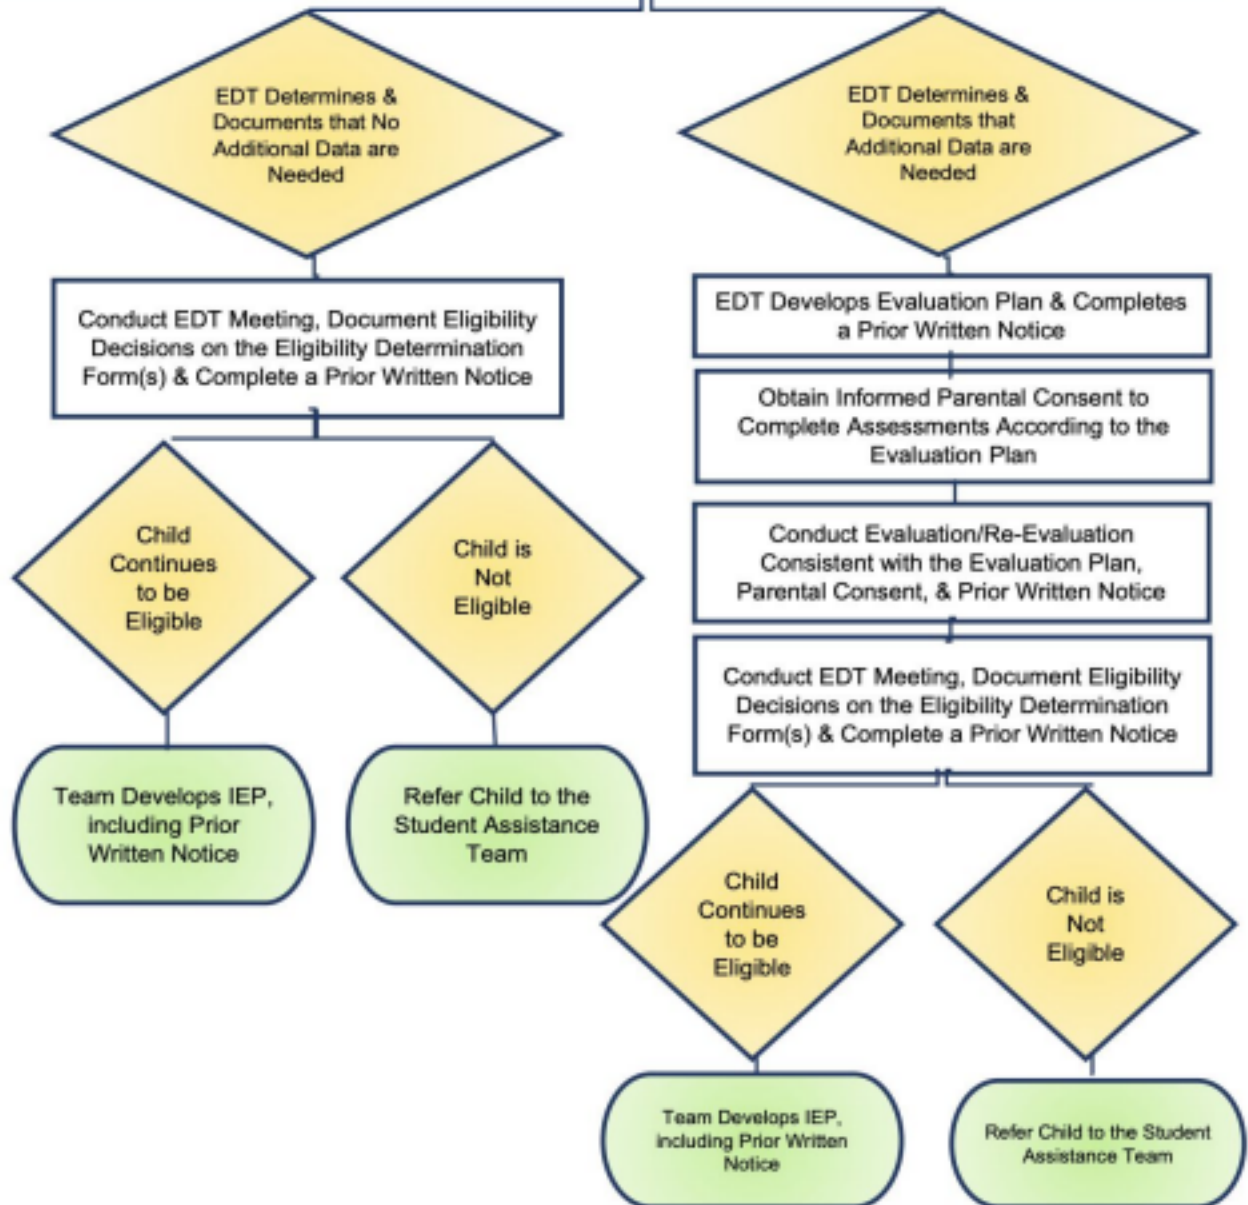 EDT Determines &
Documents that No
Additional Data are
Needed
EDT Determines &
Documents that
Additional Data are
Needed
Conduct EDT Meeting, Document Eligibility
Decisions on the Eligibility Determination
Form(s) & Complete a Prior Written Notice
EDT Develops Evaluation Plan & Completes
a Prior Written Notice
Obtain Informed Parental Consent to
Complete Assessments According to the
Evaluation Plan
Conduct Evaluation/Re-Evaluation
Consistent with the Evaluation Plan,
Parental Consent, & Prior Written Notice
Conduct EDT Meeting, Document Eligibility
Decisions on the Eligibility Determination
Form(s) & Complete a Prior Written Notice
Child
Continues
to be
Eligible
Child is
Not
Eligible
Team Develops IEP,
including Prior
Written Notice
Refer Child to the
Student Assistance
Team
Child
Continues
to be
Eligible
Child is
Not
Eligible
Team Develops IEP,
including Prior Written
Notice
Refer Child to the Student
Assistance Team